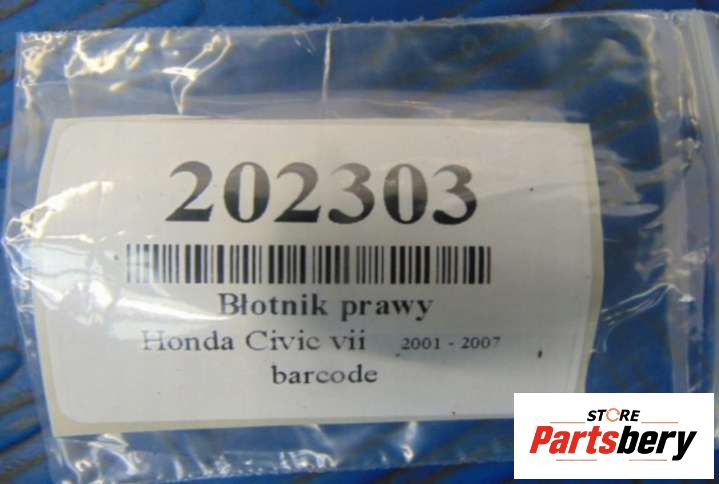 202303
Błotnik prawy
Honda Civic vii 2001 - 2007
barcode
STORE
Partsbery